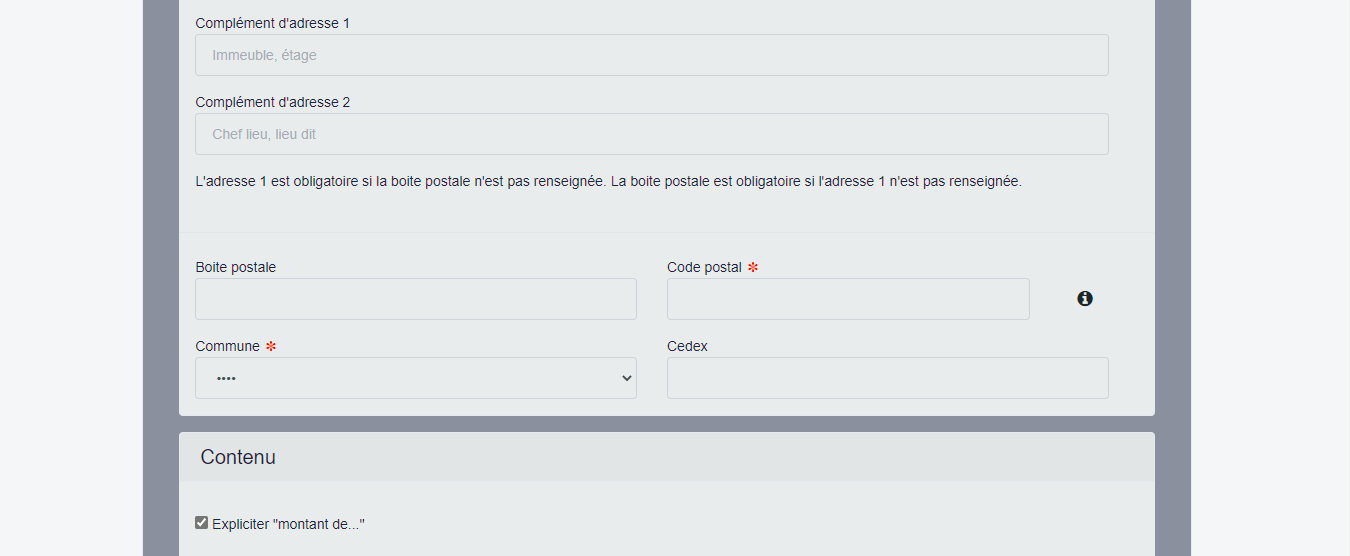 Complément d'adresse 1
Immeuble, étage
Complément d'adresse 2
Chef lieu, lieu dit
L'adresse 1 est obligatoire si la boite postale n'est pas renseignée. La boite postale est obligatoire si l'adresse 1 n'est pas renseignée.
Boite postale
Code postal *
Commune *
Cedex
••••
Contenu
Expliciter "montant de..."